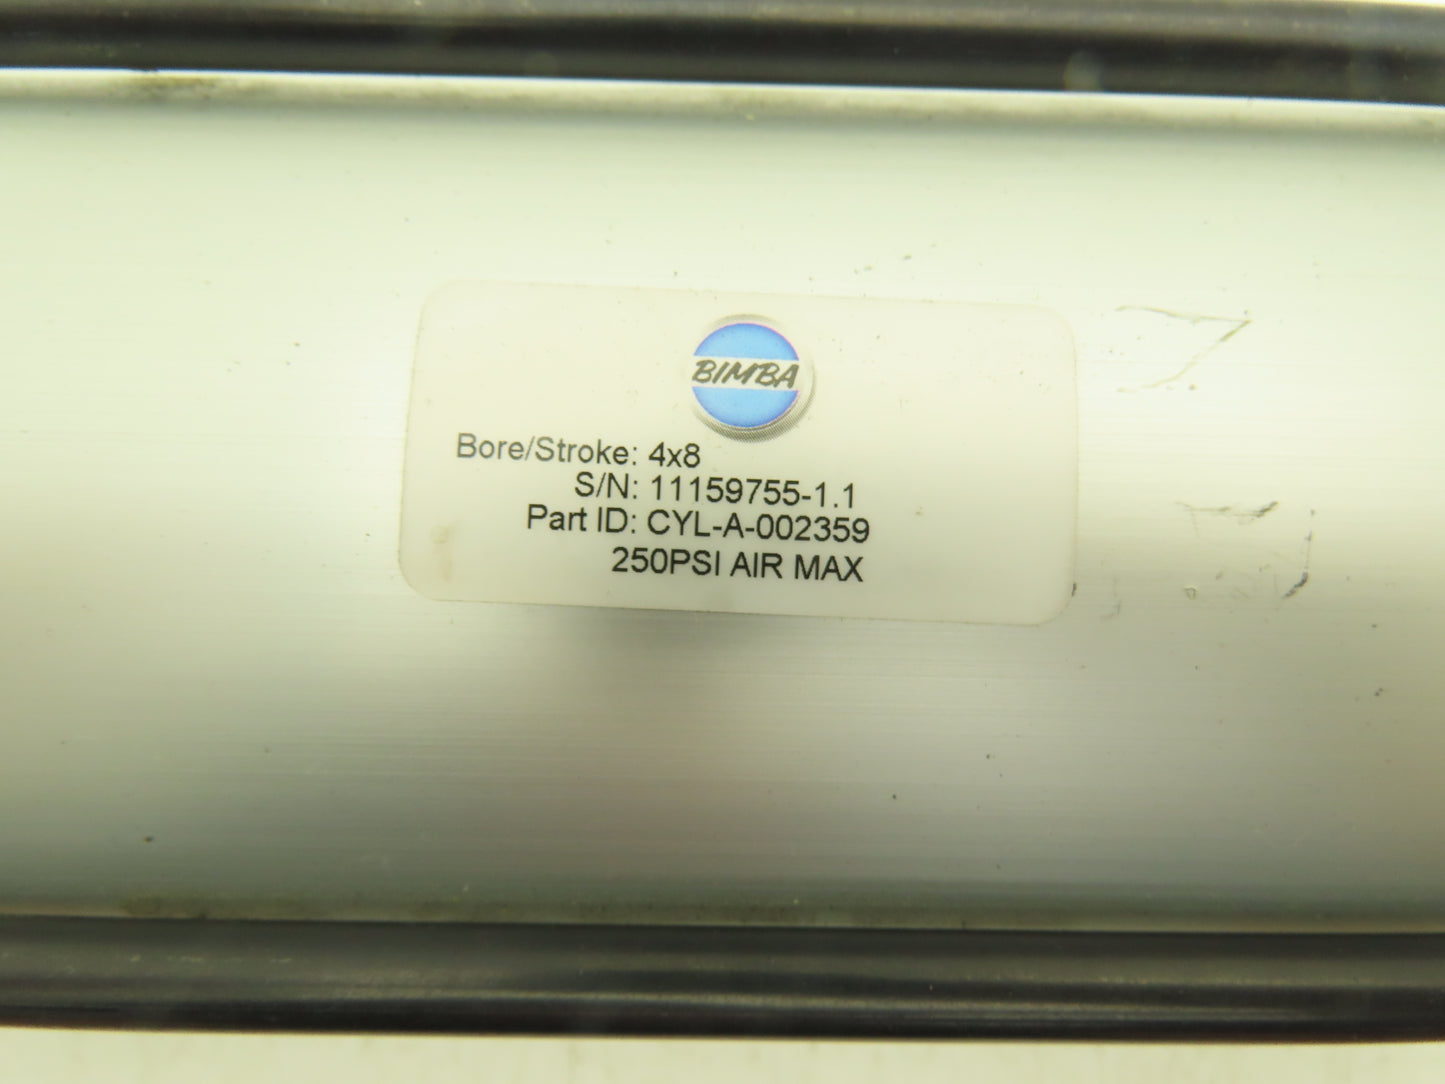 BIMBA
Bore/Stroke: 4x8
S/N: 11159755-1.1
Part ID: CYL-A-002359
250PSI AIR MAX